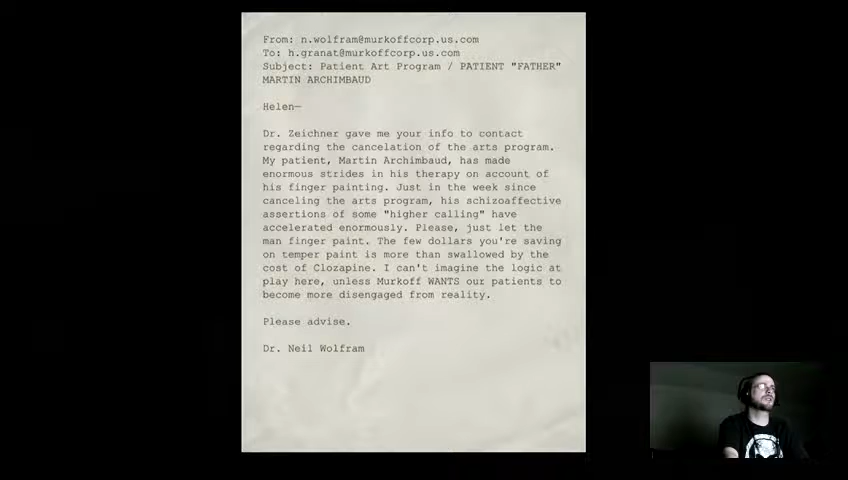 From: n.wolfram@murkoffcorp.us.com
To: h.granat@murkoffcorp.us.com
Subject: Patient Art Program / PATIENT "FATHER"
MARTIN ARCHIMBAUD
Helen—
Dr. Zeichner gave me your info to contact
regarding the cancelation of the arts program.
My patient, Martin Archimbaud, has made
enormous strides in his therapy on account of
his finger painting. Just in the week since
canceling the arts program, his schizoaffective
assertions of some "higher calling" have
accelerated enormously. Please, just let the
man finger paint. The few dollars you're saving
on temper paint is more than swallowed by the
cost of Clozapine. I can't imagine the logic at
play here, unless Murkoff WANTS our patients to
become more disengaged from reality.
Please advise.
Dr. Neil Wolfram